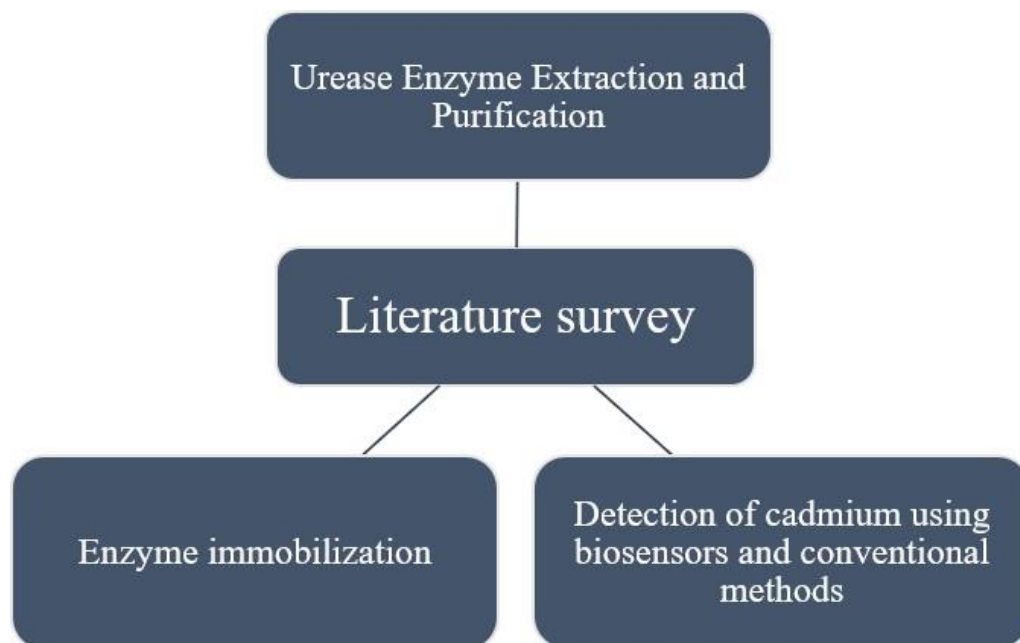 Urease Enzyme Extraction and
Purification
Literature survey
Enzyme immobilization
Detection of cadmium using
biosensors and conventional
methods